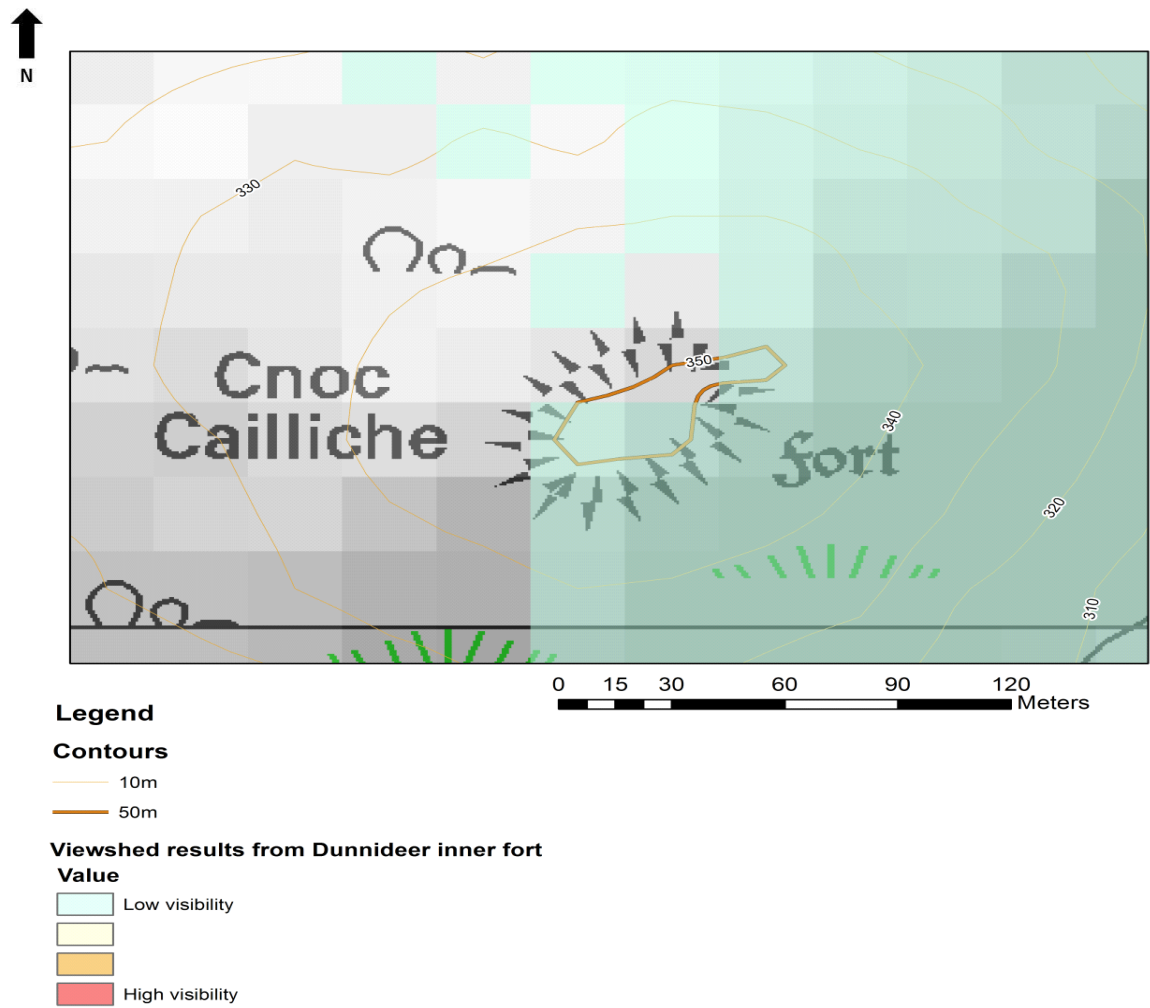 N
330
Cnoc
Cailliche
350
340
fort
320
310
0 15 30 60 90 120
Meters
Legend
Contours
10m
50m
Viewshed results from Dunnideer inner fort
Value
Low visibility
High visibility